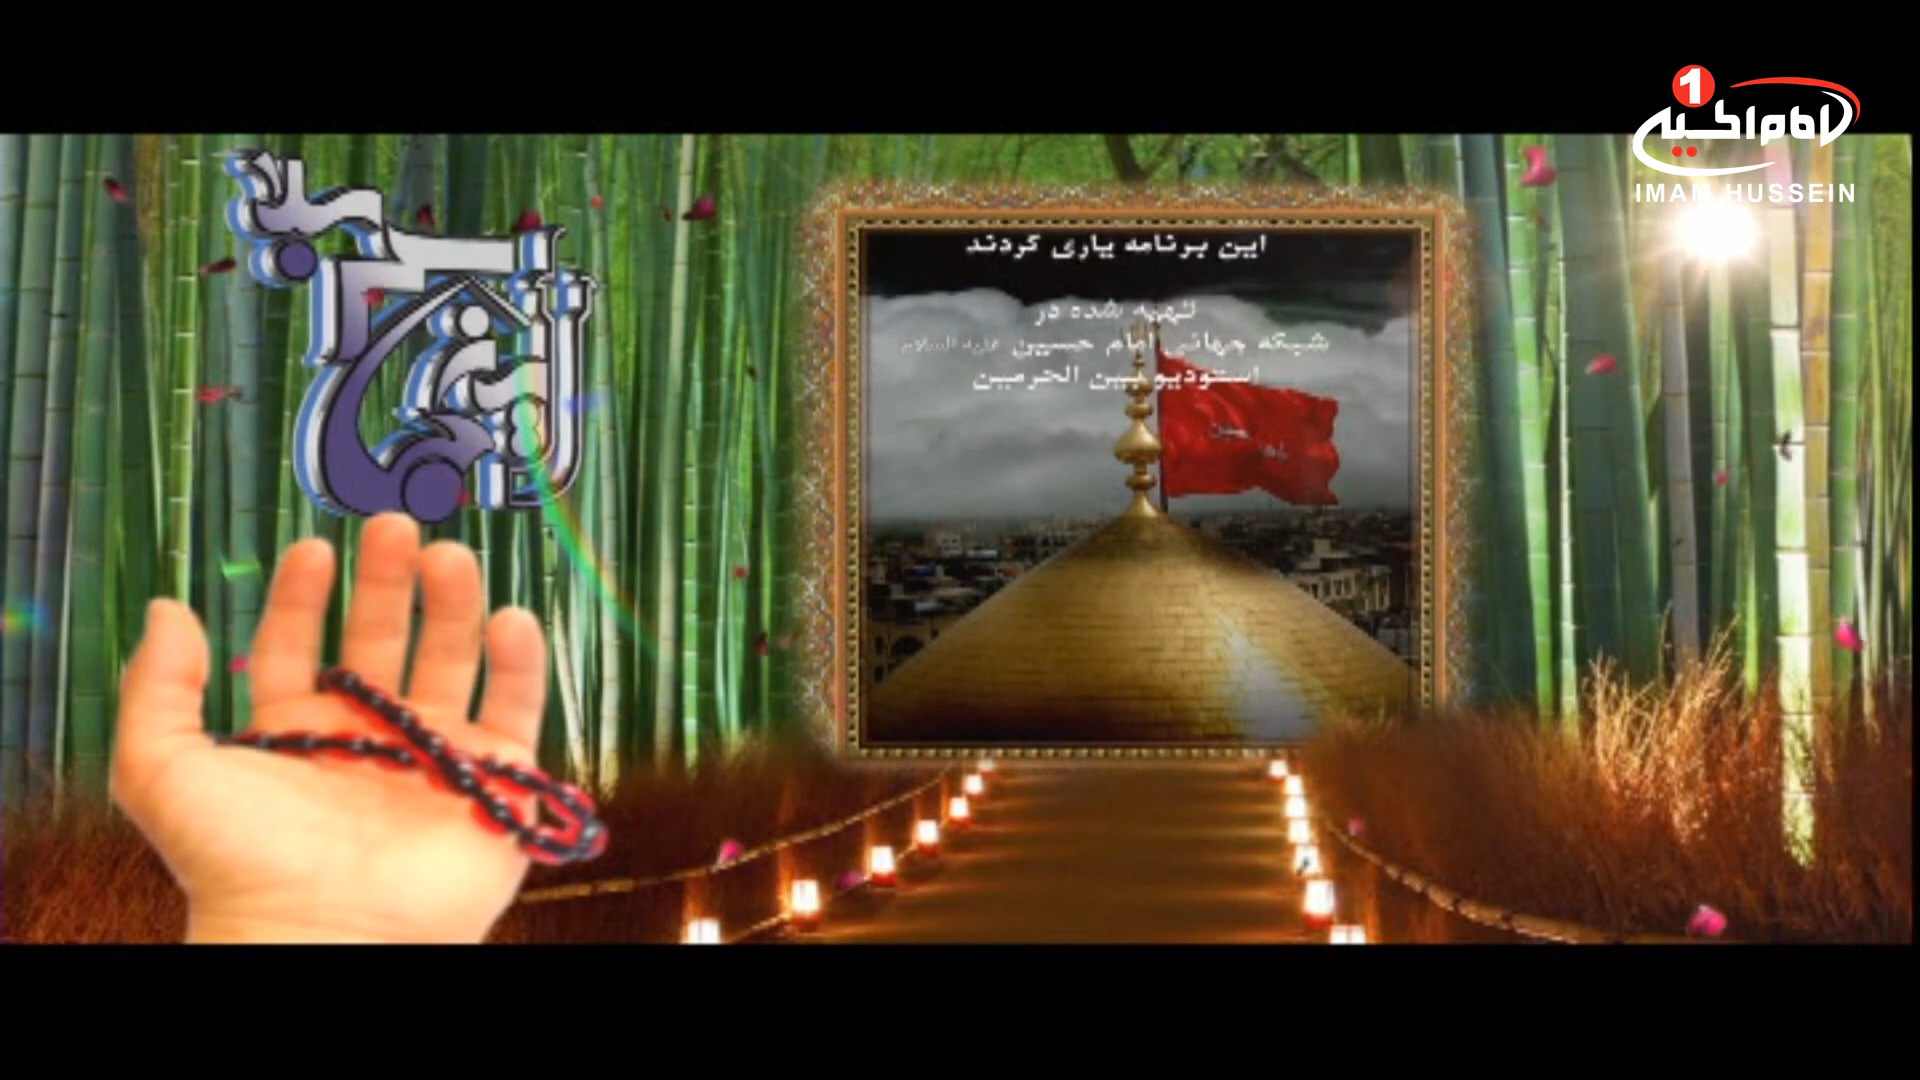 1
امام الحسین
IMAM HUSSEIN
این برنامه یاری کردند
تهیه شده در
شبکه جهانی امام حسین علیه السلام
استودیو بین الحرمین